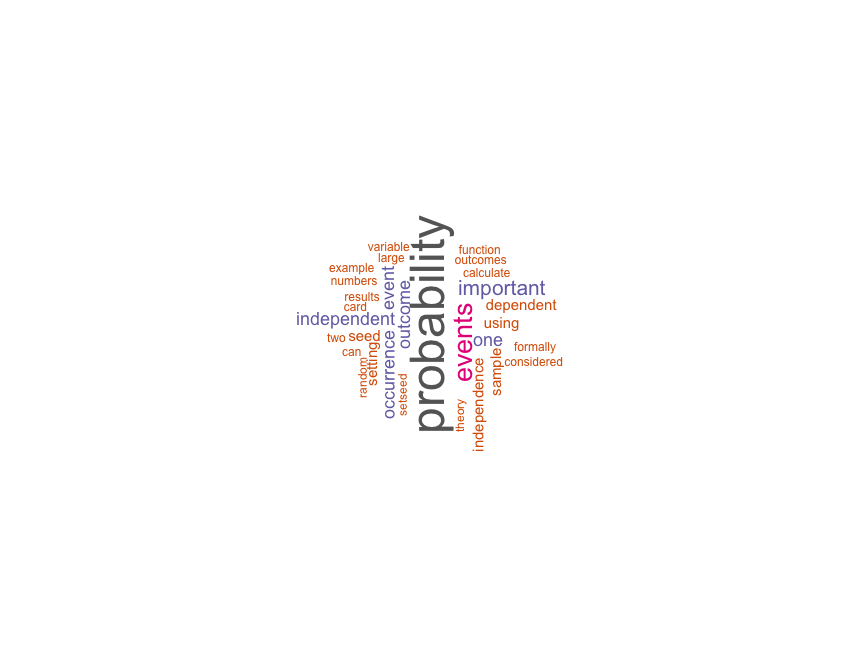 probability
variable
large
example
numbers
results
card
event
outcome
independent
two
seed
can
setting
random
occurrence
setseed
function
outcomes
calculate
important
dependent
events
using
one
formally
considered
sample
independence
theory